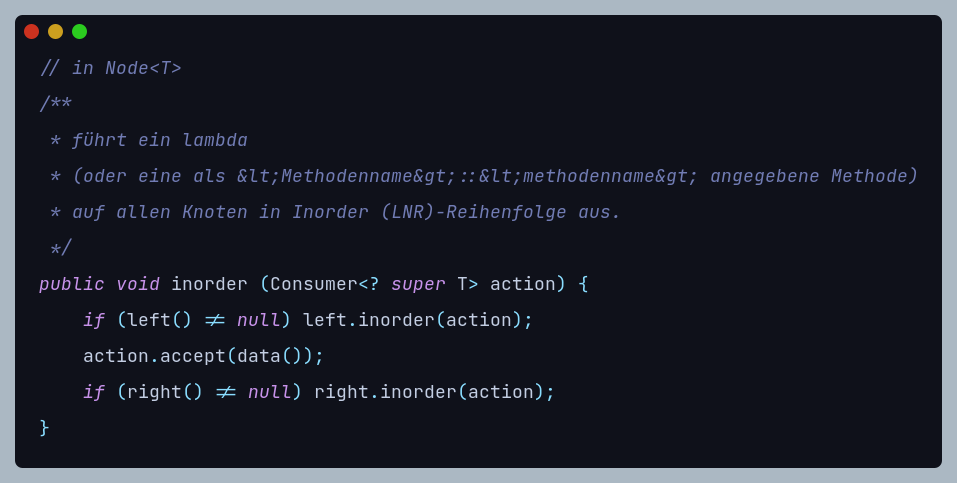 // in Node<T>
/**
 * führt ein lambda
 * (oder eine als &lt;Methodenname&gt;::&lt;methodenname&gt; angegebene Methode)
 * auf allen Knoten in Inorder (LNR)-Reihenfolge aus.
 */
public void inorder (Consumer<? super T> action) {
    if (left() != null) left.inorder(action);
    action.accept(data());
    if (right() != null) right.inorder(action);
}